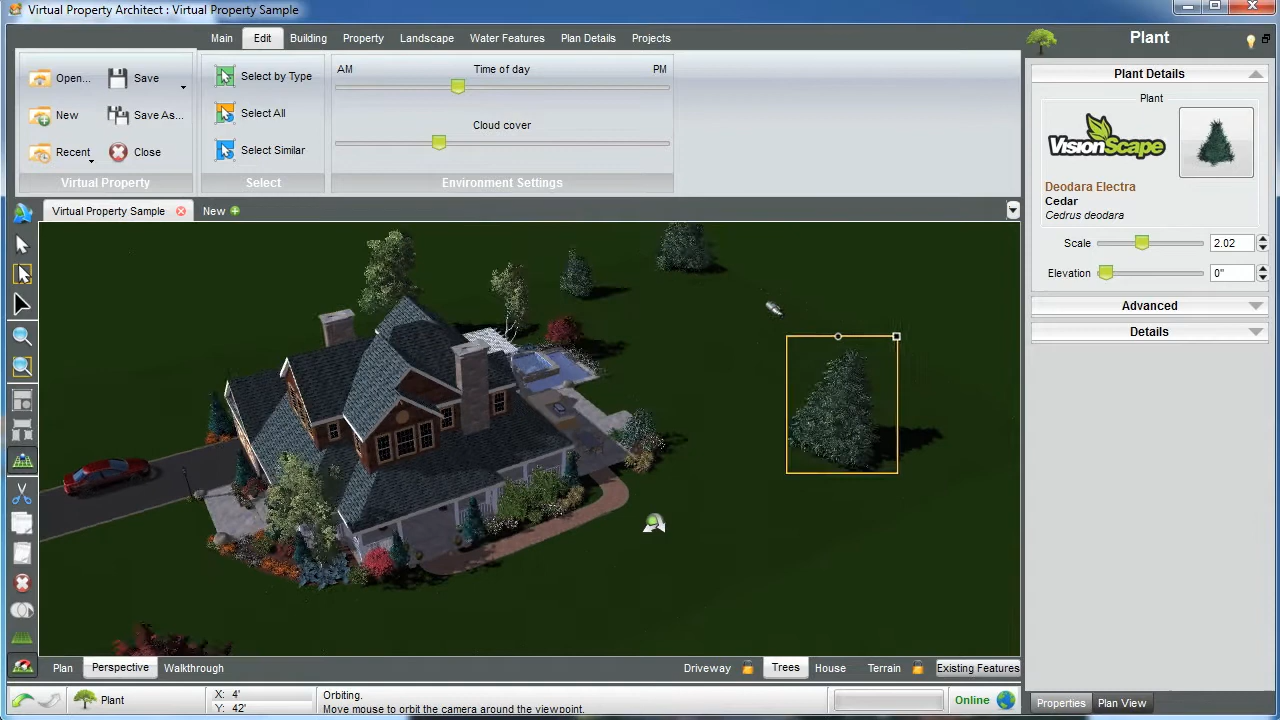 Virtual Property Architect : Virtual Property Sample
Main Edit Building Property Landscape Water Features Plan Details Projects
Open... Save
New Save As...
Recent Close
Virtual Property
Select by Type
Select All
Select Similar
Select
AM Time of day PM
Cloud cover
Environment Settings
Virtual Property Sample New
Plant
Plant Details
Plant
VisionScape
Deodara Electra
Cedar
Cedrus deodara
Scale 2.02
Elevation 0"
Advanced
Details
Plan Perspective Walkthrough Driveway Trees House Terrain Existing Features
Plant
X: 4'
Y: 42'
Orbiting.
Move mouse to orbit the camera around the viewpoint.
Online
Properties Plan View